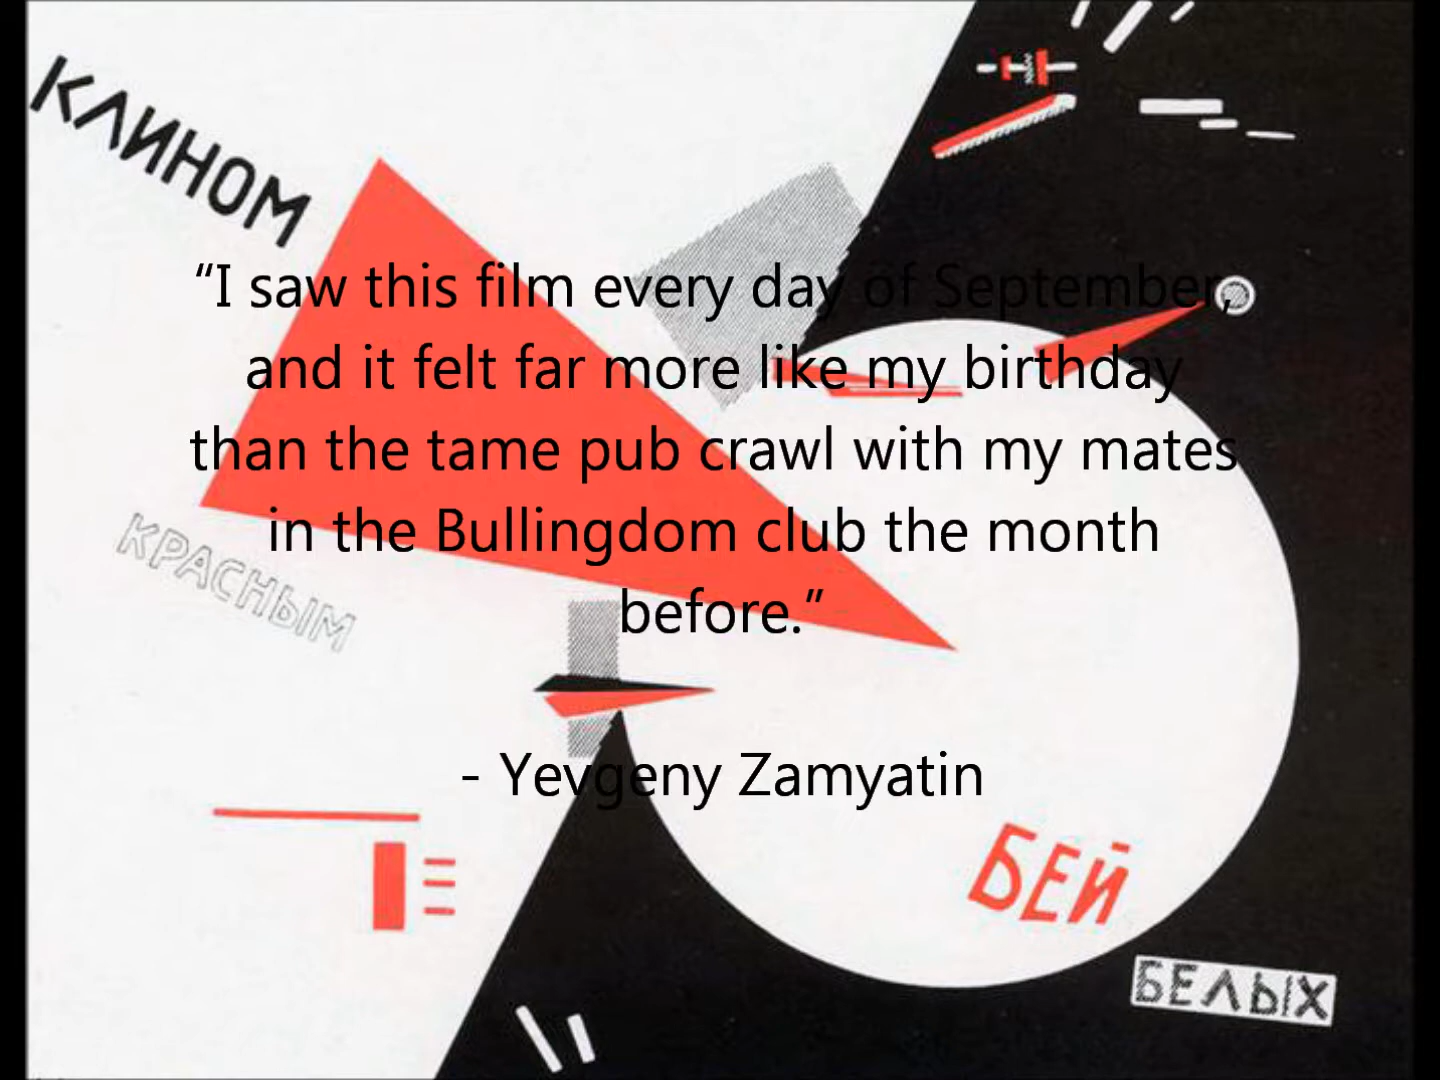 КЛИНОМ
“I saw this film every day of September,
and it felt far more like my birthday
than the tame pub crawl with my mates
in the Bullingdom club the month
before.”
КРАСНЫМ
- Yevgeny Zamyatin
БЕЙ
БЕЛЫХ